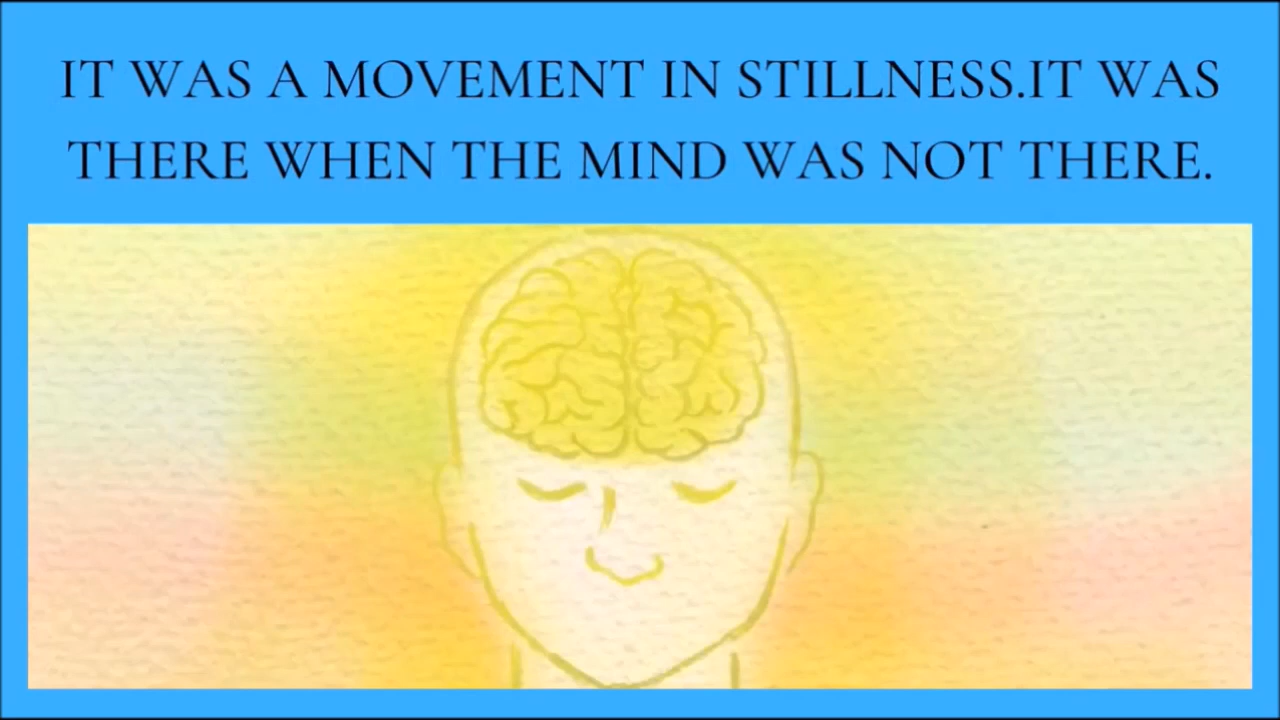 IT WAS A MOVEMENT IN STILLNESS.IT WAS
THERE WHEN THE MIND WAS NOT THERE.